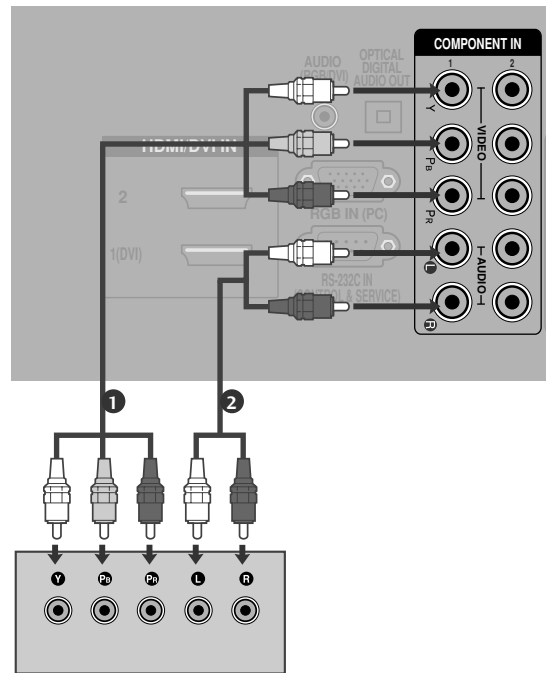 COMPONENT IN
1 2
AUDIO
(RGB/DVI)
OPTICAL
DIGITAL
AUDIO OUT
Y
VIDEO
PB
PR
HDMI/DVI IN
2
RGB IN (PC)
1(DVI)
L
AUDIO
RS-232C IN
(CONTROL & SERVICE)
R
1 2
Y PB PR L R